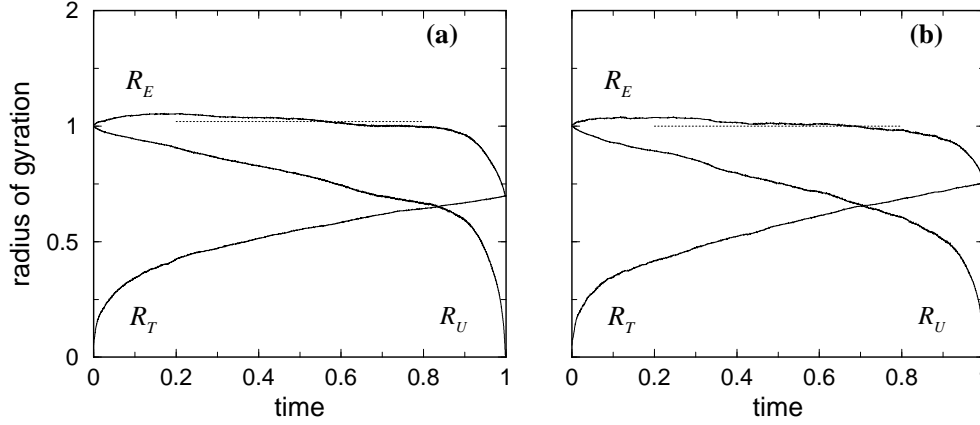 2
(a)
(b)
R_E
R_E
1
radius of gyration
0.5
R_T
R_U
R_T
R_U
0
0 0.2 0.4 0.6 0.8 1
0 0.2 0.4 0.6 0.8
time
time